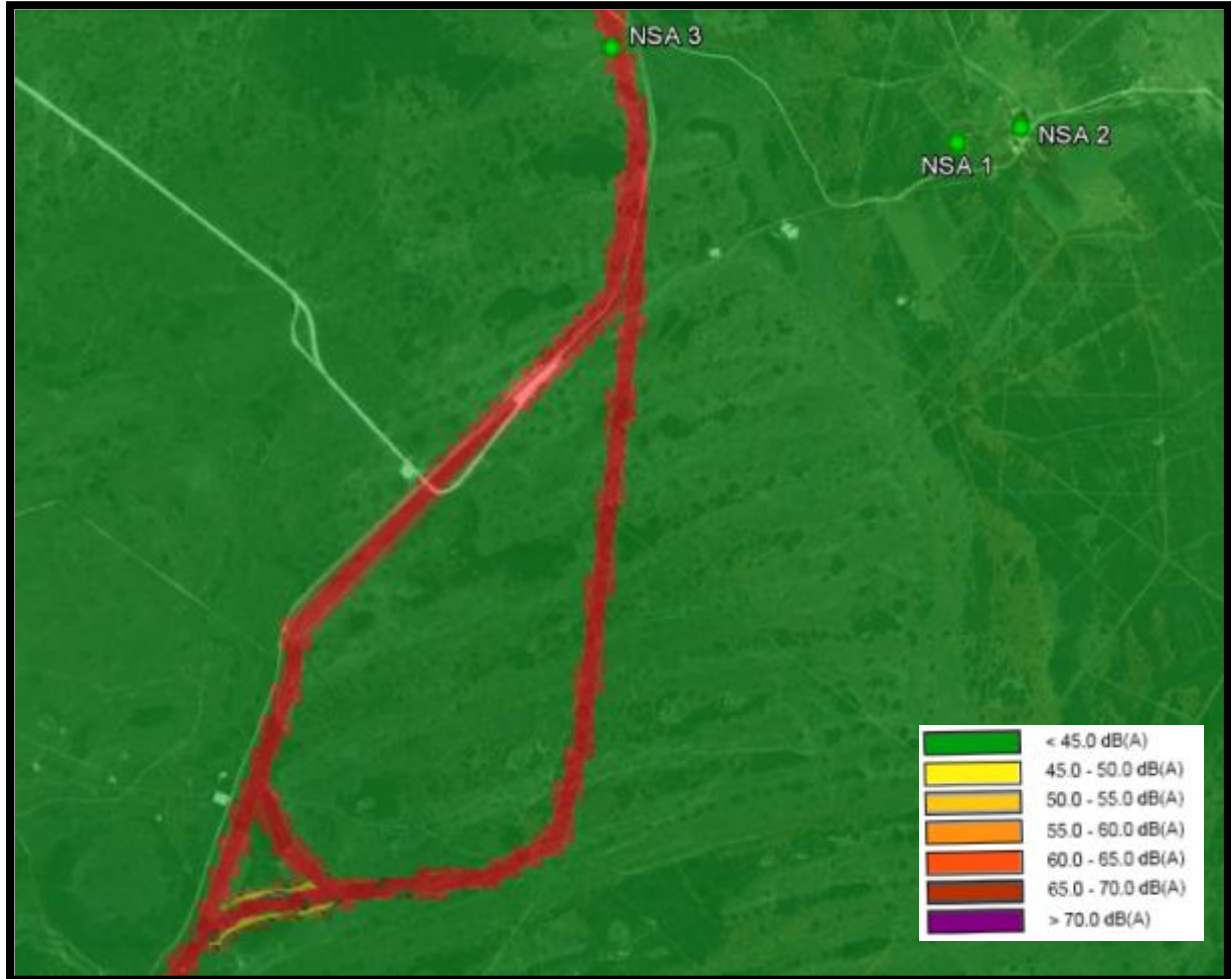 NSA 3
NSA 2
NSA 1
< 45.0 dB(A)
45.0 - 50.0 dB(A)
50.0 - 55.0 dB(A)
55.0 - 60.0 dB(A)
60.0 - 65.0 dB(A)
65.0 - 70.0 dB(A)
> 70.0 dB(A)